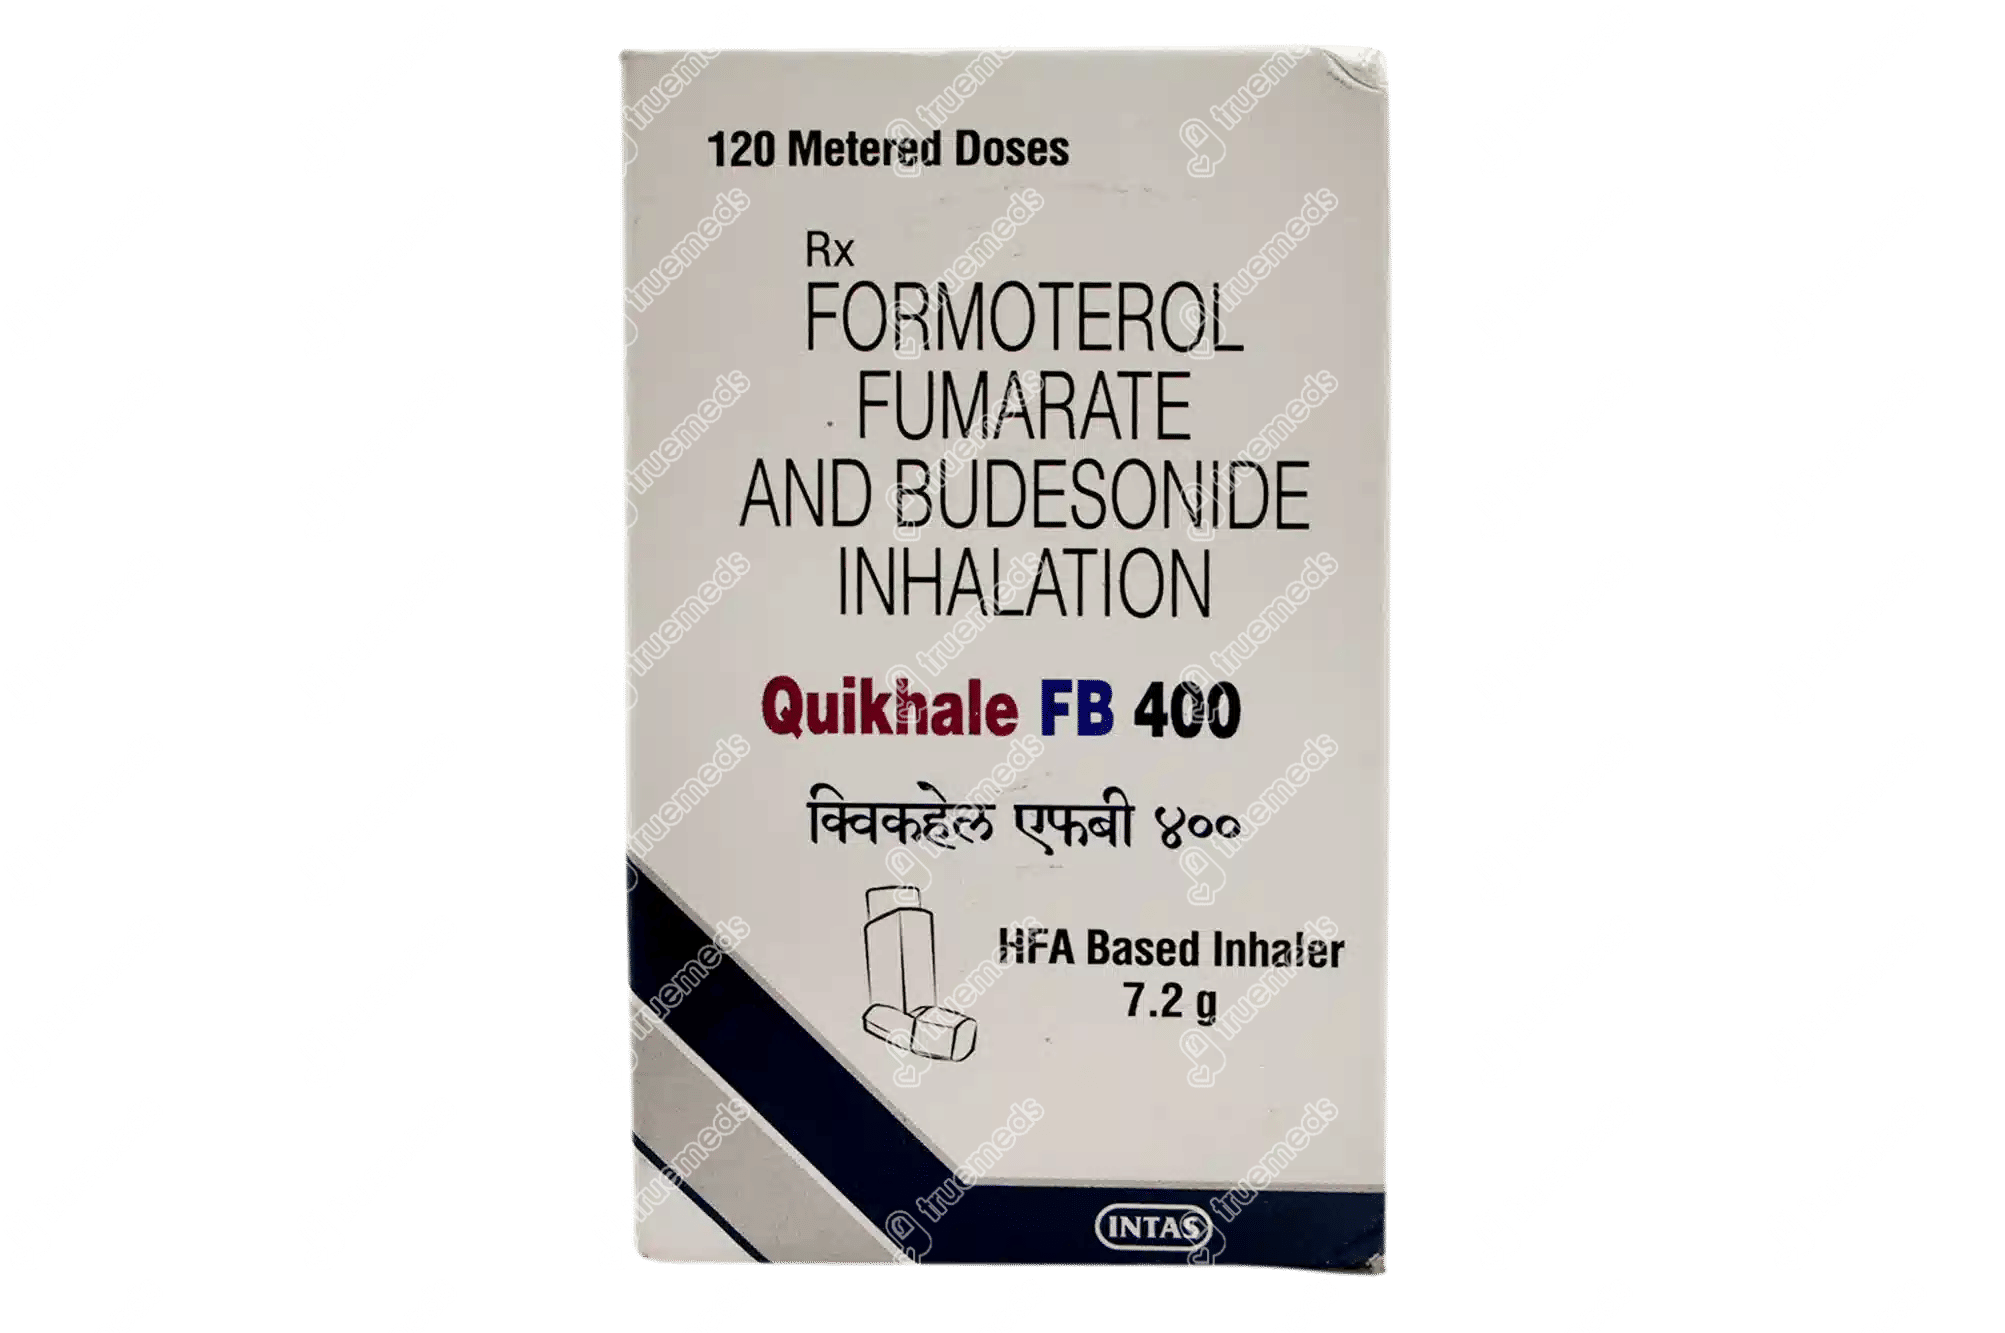 120 Metered Doses
Rx
FORMOTEROL
FUMARATE
AND BUDESONIDE
INHALATION
Quikhale FB 400
क्विकहेल एफबी ४००
HFA Based Inhaler
7.2 g
INTAS
truemeds